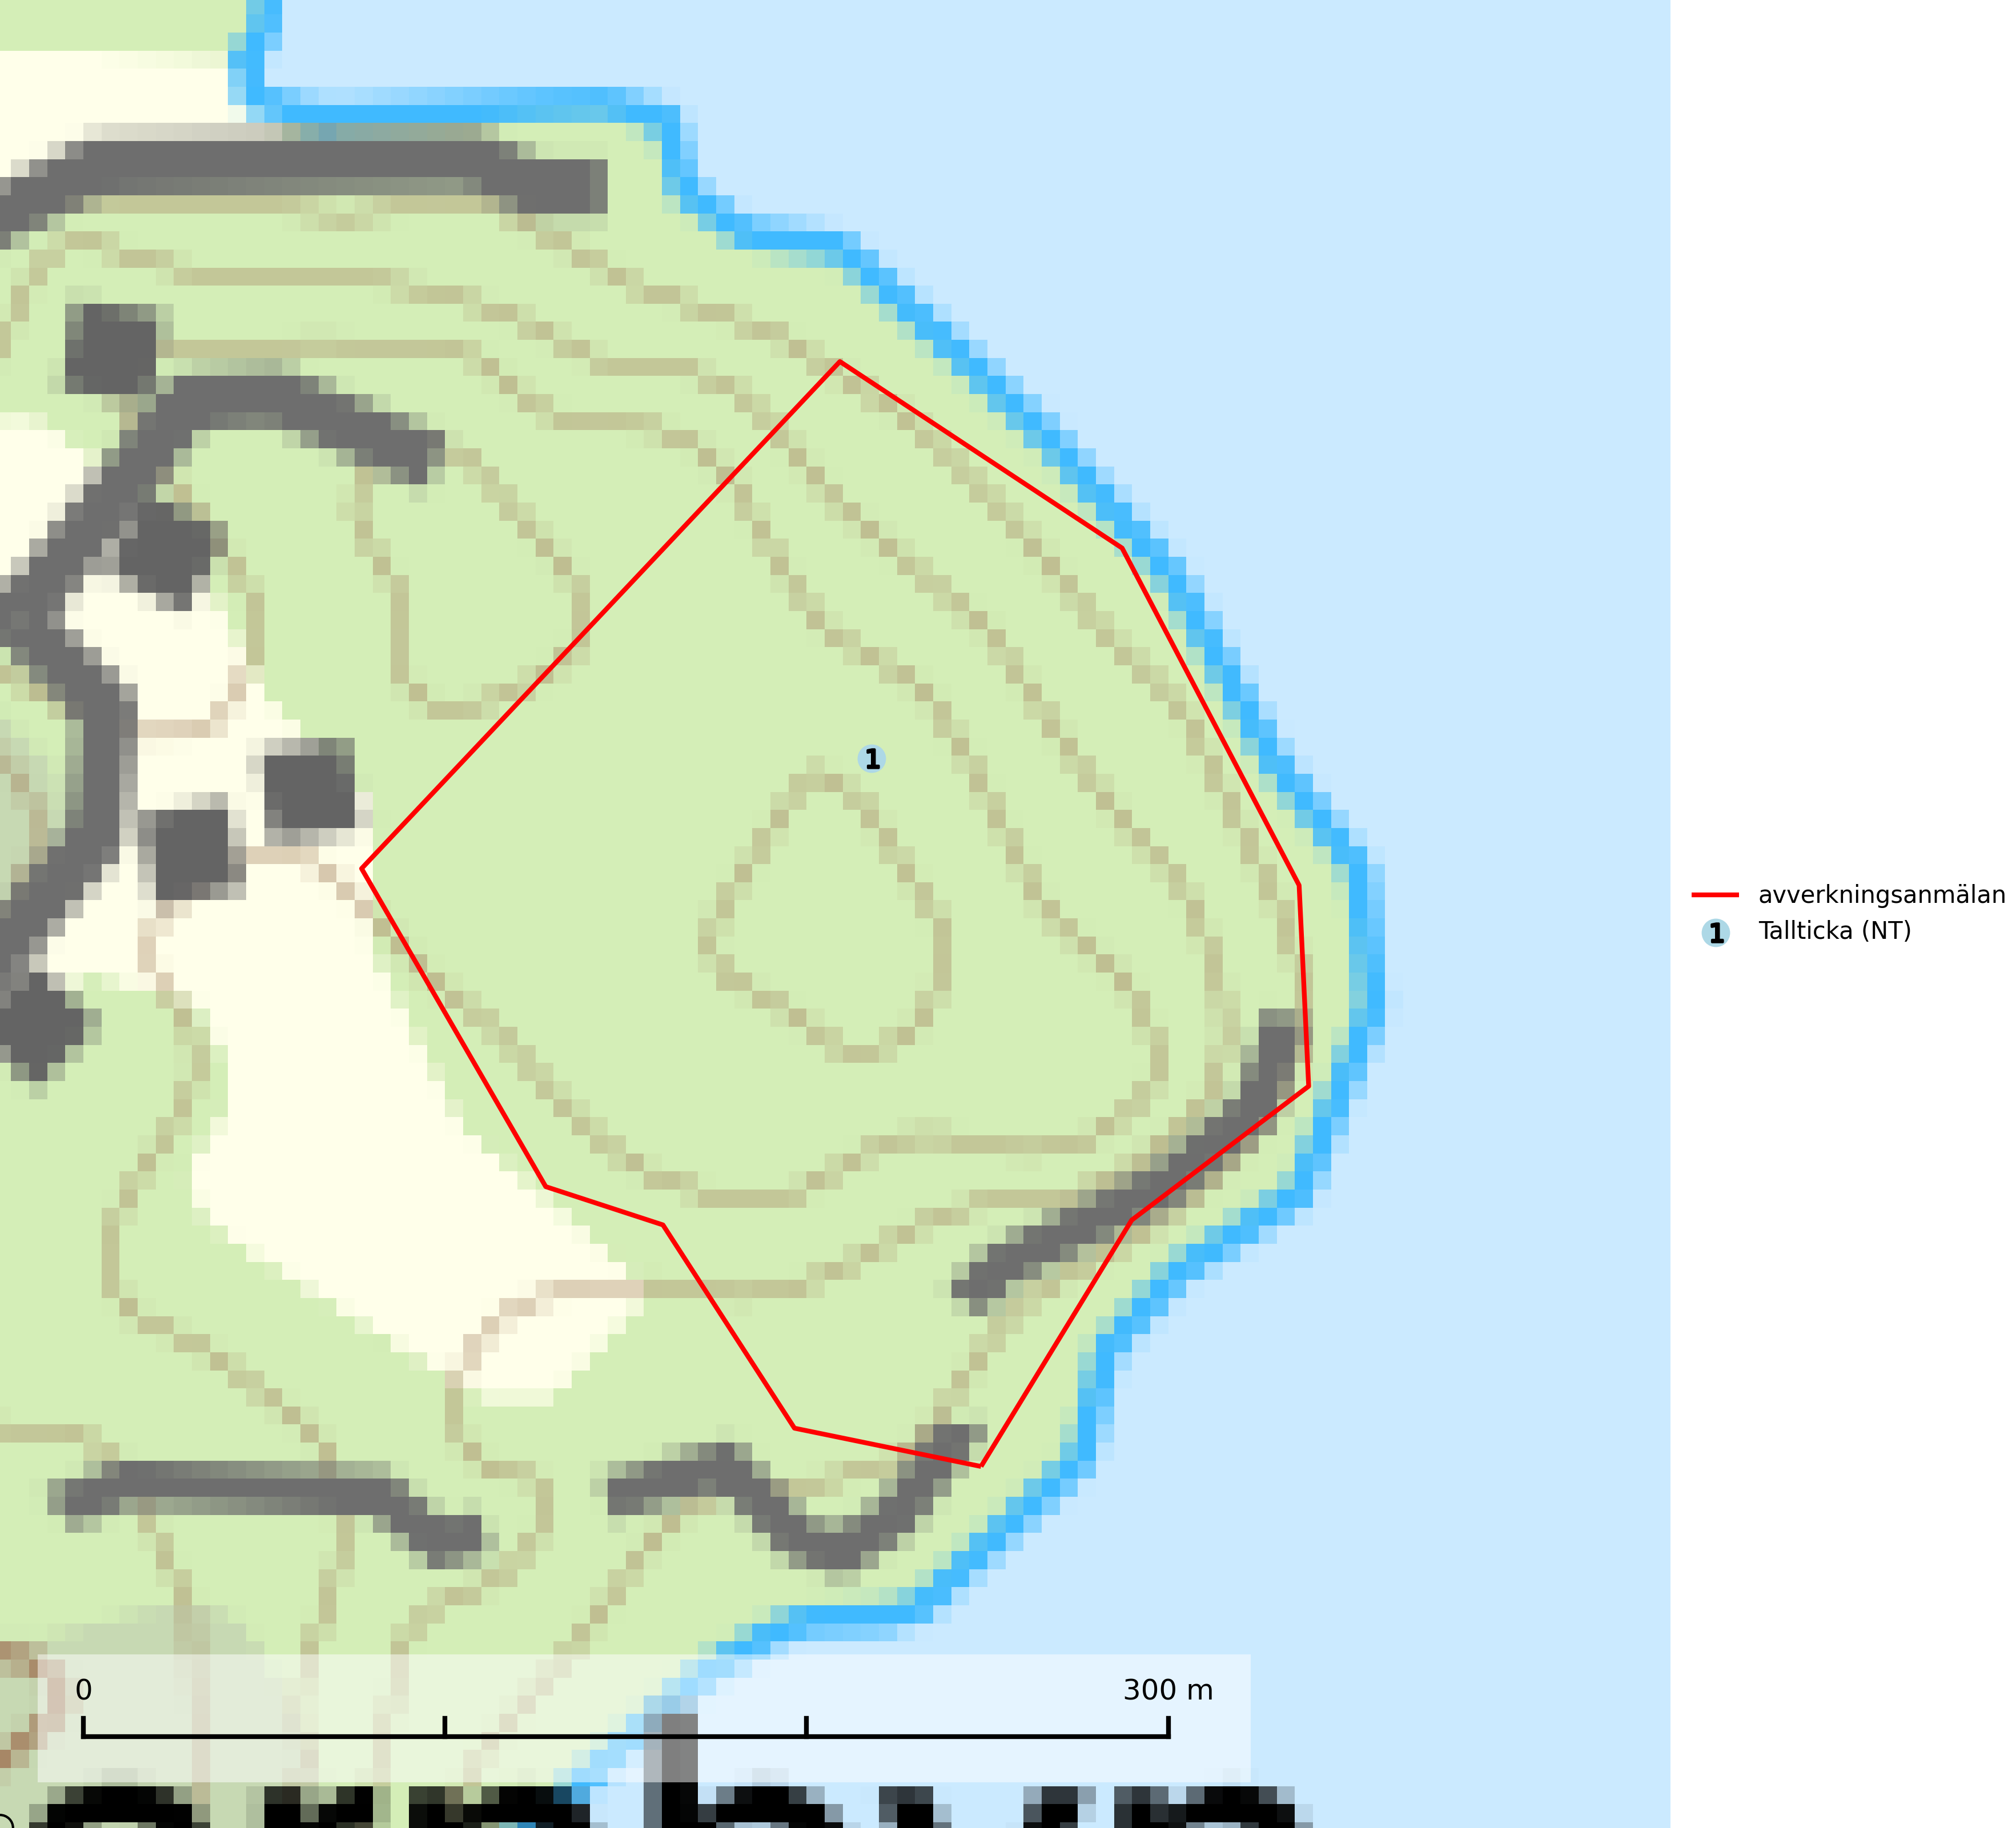 1
avverkningsanmälan
1 Tallticka (NT)
0 300 m